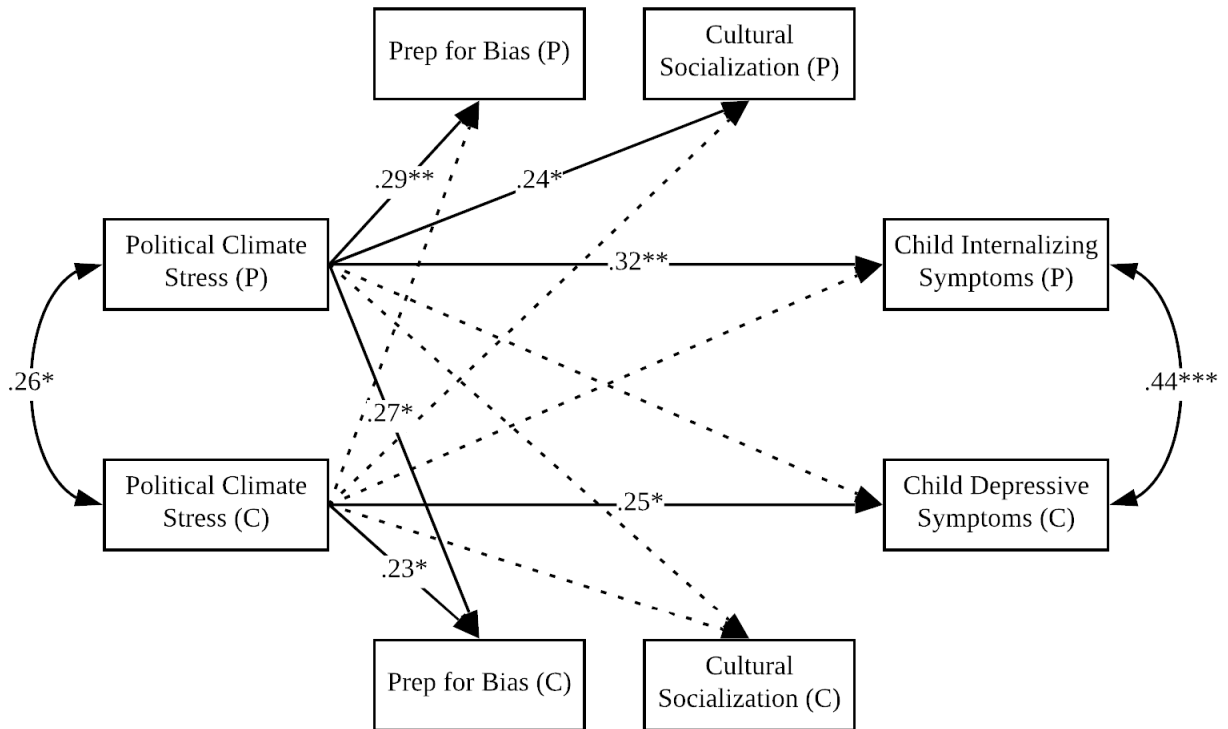 Prep for Bias (P)
Cultural
Socialization (P)
.29**
.24*
Political Climate
Stress (P)
.32**
Child Internalizing
Symptoms (P)
.26*
.27*
.44***
Political Climate
Stress (C)
.25*
Child Depressive
Symptoms (C)
.23*
Prep for Bias (C)
Cultural
Socialization (C)